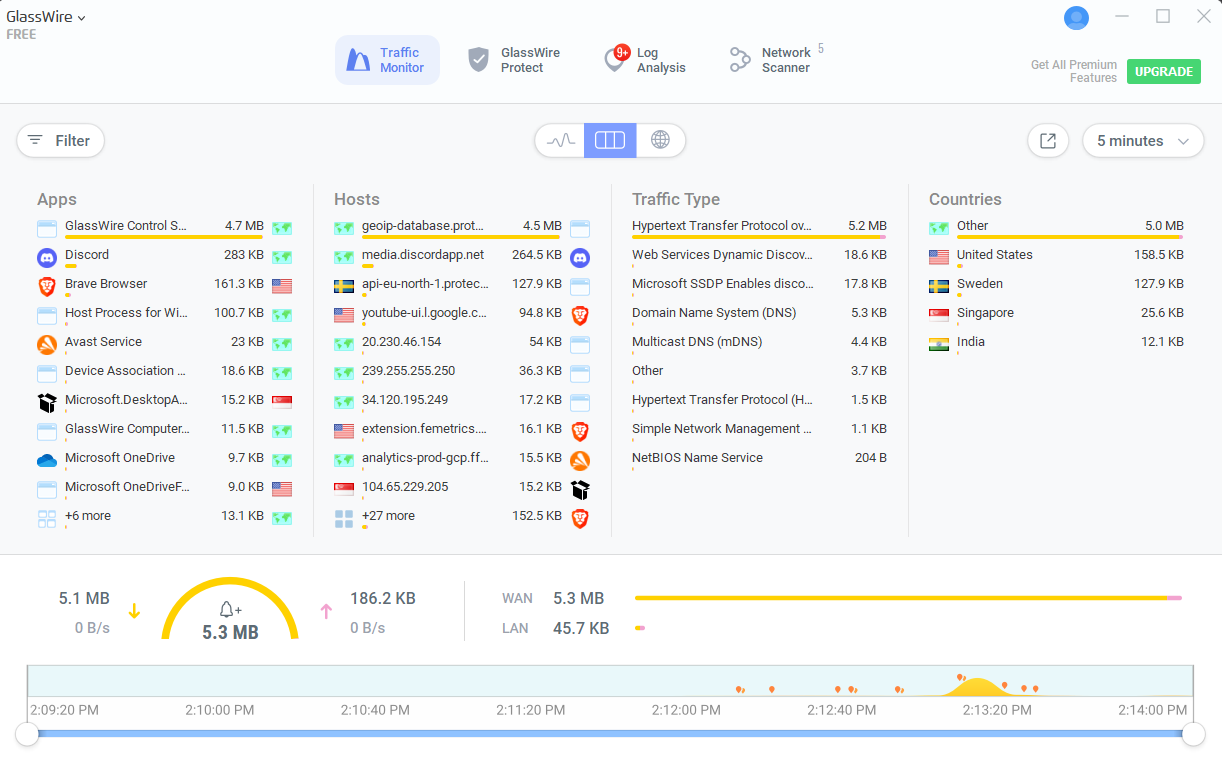 GlassWire
FREE
Traffic
Monitor
GlassWire
Protect
9+
Log
Analysis
Network
Scanner
5
Get All Premium
Features
UPGRADE
Filter
5 minutes
Apps
GlassWire Control S... 4.7 MB
Discord 283 KB
Brave Browser 161.3 KB
Host Process for Wi... 100.7 KB
Avast Service 23 KB
Device Association ... 18.6 KB
Microsoft.DesktopA... 15.2 KB
GlassWire Computer... 11.5 KB
Microsoft OneDrive 9.7 KB
Microsoft OneDriveF... 9.0 KB
+6 more 13.1 KB
Hosts
geoip-database.prot... 4.5 MB
media.discordapp.net 264.5 KB
api-eu-north-1.protec... 127.9 KB
youtube-ui.l.google.c... 94.8 KB
20.230.46.154 54 KB
239.255.255.250 36.3 KB
34.120.195.249 17.2 KB
extension.femetrics.... 16.1 KB
analytics-prod-gcp.ff... 15.5 KB
104.65.229.205 15.2 KB
+27 more 152.5 KB
Traffic Type
Hypertext Transfer Protocol ov... 5.2 MB
Web Services Dynamic Discov... 18.6 KB
Microsoft SSDP Enables disco... 17.8 KB
Domain Name System (DNS) 5.3 KB
Multicast DNS (mDNS) 4.4 KB
Other 3.7 KB
Hypertext Transfer Protocol (H... 1.5 KB
Simple Network Management ... 1.1 KB
NetBIOS Name Service 204 B
Countries
Other 5.0 MB
United States 158.5 KB
Sweden 127.9 KB
Singapore 25.6 KB
India 12.1 KB
5.1 MB
0 B/s
+
5.3 MB
186.2 KB
0 B/s
WAN 5.3 MB
LAN 45.7 KB
2:09:20 PM 2:10:00 PM 2:10:40 PM 2:11:20 PM 2:12:00 PM 2:12:40 PM 2:13:20 PM 2:14:00 PM